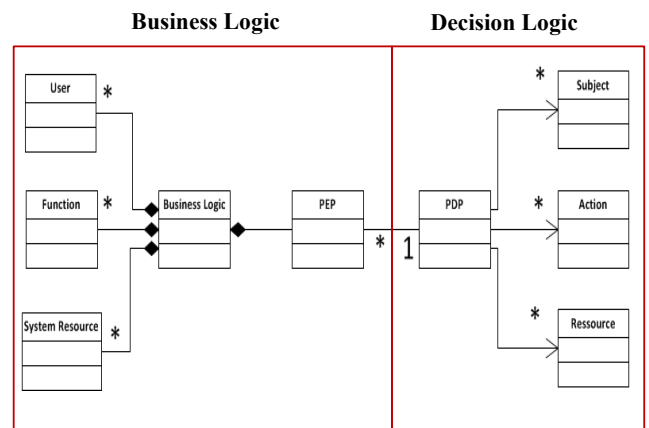 Business Logic
Decision Logic
User
*
*
Subject
Function
*
Business Logic
PEP
*
1
PDP
*
Action
System Resource
*
*
Ressource